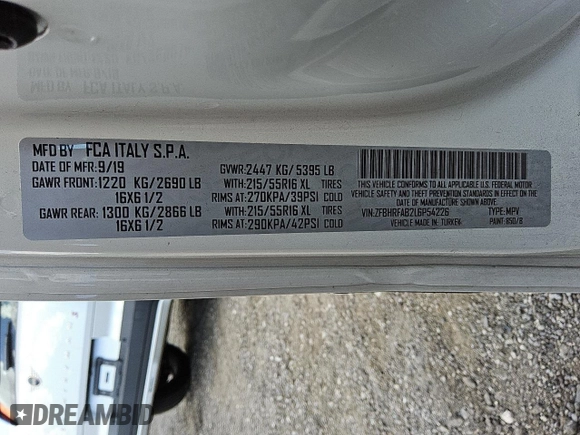 MFD BY FCA ITALY S.P.A.
DATE OF MFR: 9/19 GVWR: 2447 KG/ 5395 LB
GAWR FRONT: 1220 KG/2690 LB WITH: 215/55R16 XL TIRES
16X6 1/2 RIMS AT: 270KPA/39PSI COLD
GAWR REAR: 1300 KG/2866 LB WITH: 215/55R16 XL TIRES
16X6 1/2 RIMS AT: 290KPA/42PSI COLD
THIS VEHICLE CONFORMS TO ALL APPLICABLE U.S. FEDERAL MOTOR
VEHICLE SAFETY AND THEFT PREVENTION STANDARDS IN EFFECT ON THE
DATE OF MANUFACTURE SHOWN ABOVE.
VIN: ZFBHRFAB2L6P54226 TYPE: MPV
MADE IN TURKEY. PAINT: 850/B
FCA ITALY S.P.A.
DREAMBID